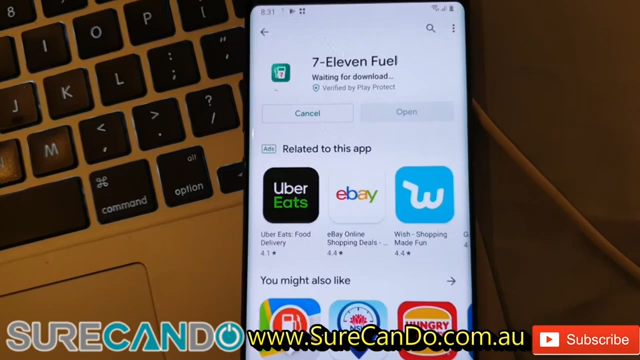 8:31
7-Eleven Fuel
Waiting for download...
Verified by Play Protect
Cancel
Open
Ads Related to this app
Uber Eats
ebay
Uber Eats: Food Delivery
4.1★
eBay Online Shopping Deals - ...
4.4★
Wish - Shopping Made Fun
4.4★
You might also like
HUNGRY
8
I
O
P
{
[
}
]
J
K
L
:
;
"
'
M
<
,
>
.
?
/
⌘
command
alt
option
SURECANDO
www.SureCanDo.com.au
Subscribe